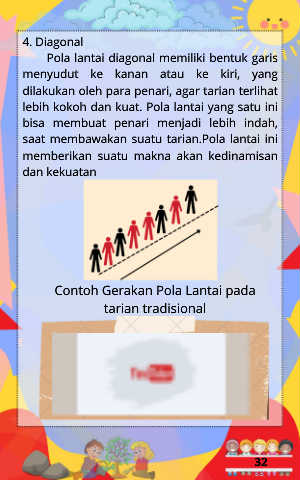 4. Diagonal
Pola lantai diagonal memiliki bentuk garis
menyudut ke kanan atau ke kiri, yang
dilakukan oleh para penari, agar tarian terlihat
lebih kokoh dan kuat. Pola lantai yang satu ini
bisa membuat penari menjadi lebih indah,
saat membawakan suatu tarian.Pola lantai ini
memberikan suatu makna akan kedinamisan
dan kekuatan
Contoh Gerakan Pola Lantai pada
tarian tradisional
YouTube
32